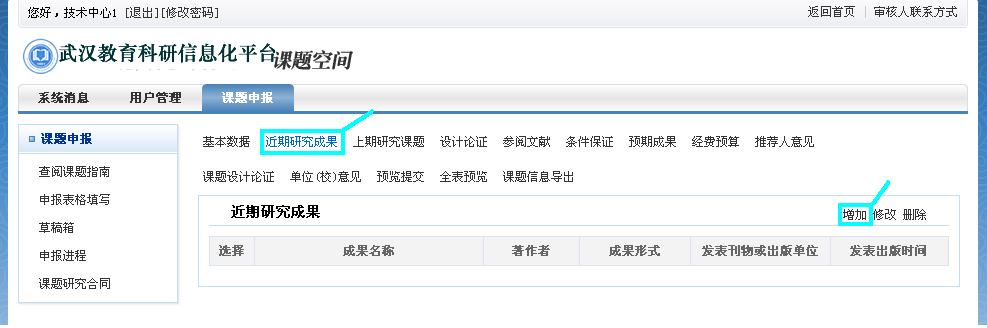 您好，技术中心1 [退出][修改密码]
返回首页 | 审核人联系方式
武汉教育科研信息化平台
课题空间
系统消息 用户管理 课题申报
课题申报
查阅课题指南
申报表格填写
草稿箱
申报进程
课题研究合同
基本数据 近期研究成果 上期研究课题 设计论证 参阅文献 条件保证 预期成果 经费预算 推荐人意见
课题设计论证 单位(校)意见 预览提交 全表预览 课题信息导出
近期研究成果
增加 修改 删除
选择 成果名称 著作者 成果形式 发表刊物或出版单位 发表出版时间